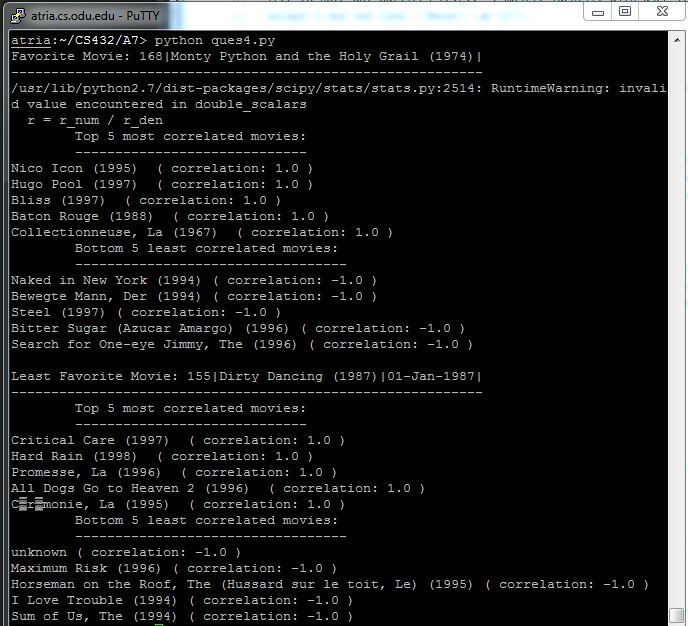 atria.cs.odu.edu - PuTTY
atria:~/CS432/A7> python ques4.py
Favorite Movie: 168|Monty Python and the Holy Grail (1974)|
-----------------------------------------------------------
/usr/lib/python2.7/dist-packages/scipy/stats/stats.py:2514: RuntimeWarning: invali
d value encountered in double_scalars
r = r_num / r_den
Top 5 most correlated movies:
-----------------------------
Nico Icon (1995)  ( correlation: 1.0 )
Hugo Pool (1997)  ( correlation: 1.0 )
Bliss (1997)  ( correlation: 1.0 )
Baton Rouge (1988)  ( correlation: 1.0 )
Collectionneuse, La (1967)  ( correlation: 1.0 )
Bottom 5 least correlated movies:
----------------------------------
Naked in New York (1994) ( correlation: -1.0 )
Bewegte Mann, Der (1994) ( correlation: -1.0 )
Steel (1997) ( correlation: -1.0 )
Bitter Sugar (Azucar Amargo) (1996) ( correlation: -1.0 )
Search for One-eye Jimmy, The (1996) ( correlation: -1.0 )
Least Favorite Movie: 155|Dirty Dancing (1987)|01-Jan-1987|
-----------------------------------------------------------
Top 5 most correlated movies:
-----------------------------
Critical Care (1997)  ( correlation: 1.0 )
Hard Rain (1998)  ( correlation: 1.0 )
Promesse, La (1996)  ( correlation: 1.0 )
All Dogs Go to Heaven 2 (1996)  ( correlation: 1.0 )
C▒r▒monie, La (1995)  ( correlation: 1.0 )
Bottom 5 least correlated movies:
----------------------------------
unknown ( correlation: -1.0 )
Maximum Risk (1996) ( correlation: -1.0 )
Horseman on the Roof, The (Hussard sur le toit, Le) (1995) ( correlation: -1.0 )
I Love Trouble (1994) ( correlation: -1.0 )
Sum of Us, The (1994) ( correlation: -1.0 )